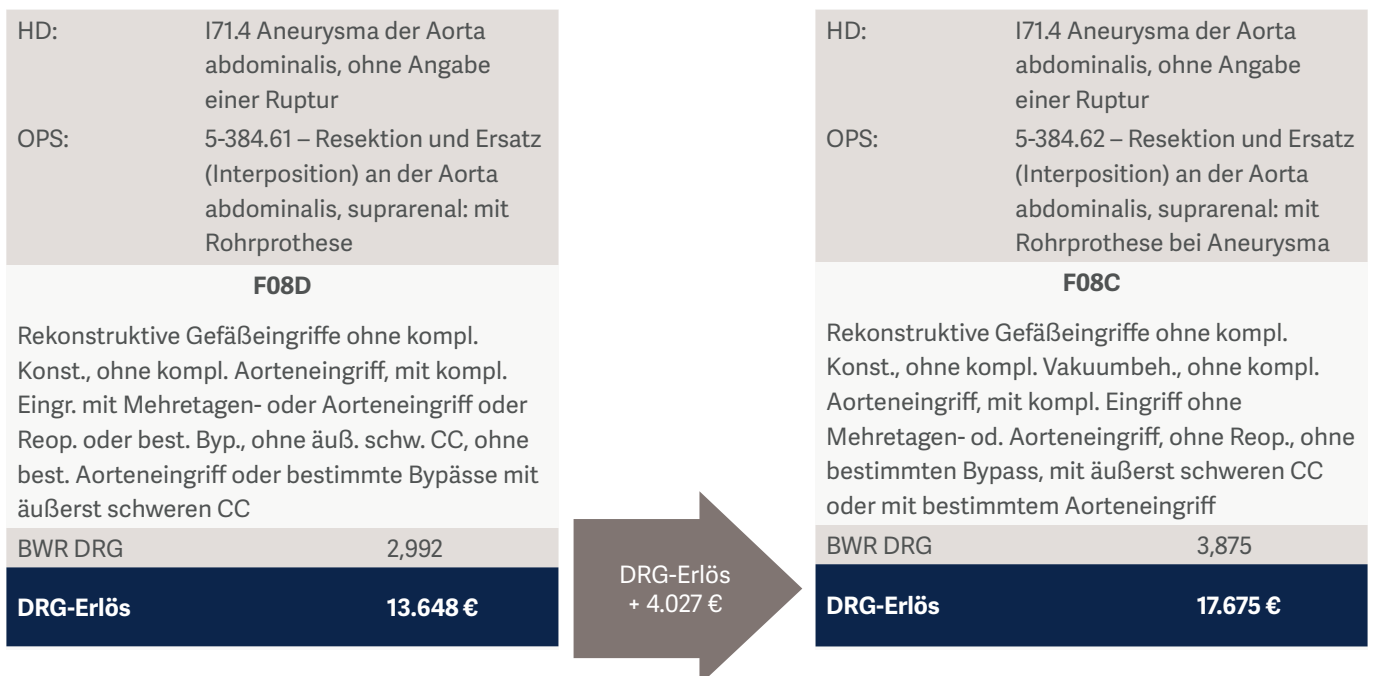 HD: I71.4 Aneurysma der Aorta
abdominalis, ohne Angabe
einer Ruptur
OPS: 5-384.61 – Resektion und Ersatz
(Interposition) an der Aorta
abdominalis, suprarenal: mit
Rohrprothese
F08D
Rekonstruktive Gefäßeingriffe ohne kompl.
Konst., ohne kompl. Aorteneingriff, mit kompl.
Eingr. mit Mehretagen- oder Aorteneingriff oder
Reop. oder best. Byp., ohne äuß. schw. CC, ohne
best. Aorteneingriff oder bestimmte Bypässe mit
äußerst schweren CC
BWR DRG 2,992
DRG-Erlös 13.648 €
DRG-Erlös
+ 4.027 €
HD: I71.4 Aneurysma der Aorta
abdominalis, ohne Angabe
einer Ruptur
OPS: 5-384.62 – Resektion und Ersatz
(Interposition) an der Aorta
abdominalis, suprarenal: mit
Rohrprothese bei Aneurysma
F08C
Rekonstruktive Gefäßeingriffe ohne kompl.
Konst., ohne kompl. Vakuumbeh., ohne kompl.
Aorteneingriff, mit kompl. Eingriff ohne
Mehretagen- od. Aorteneingriff, ohne Reop., ohne
bestimmten Bypass, mit äußerst schweren CC
oder mit bestimmtem Aorteneingriff
BWR DRG 3,875
DRG-Erlös 17.675 €